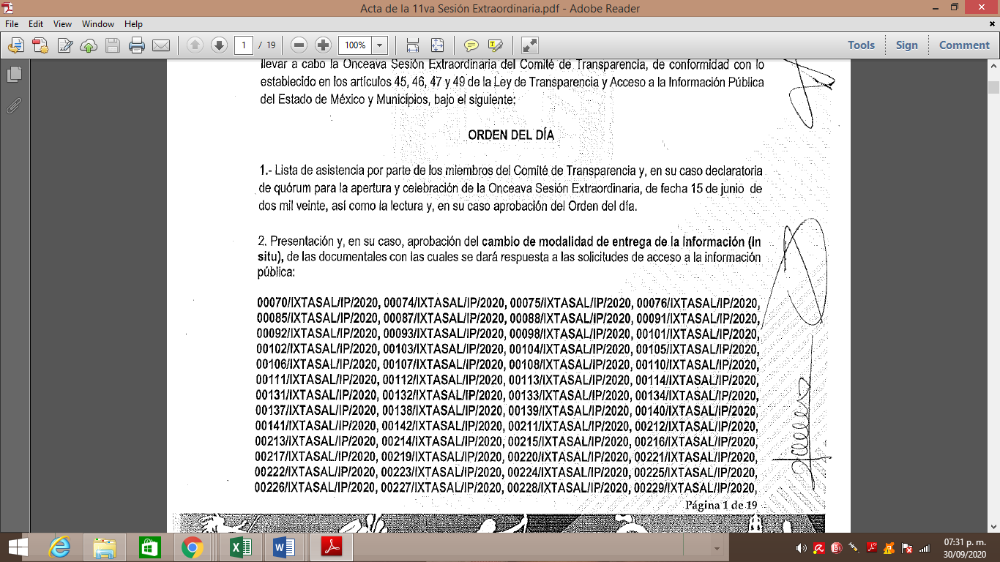 Acta de la 11va Sesión Extraordinaria.pdf - Adobe Reader
File Edit View Window Help
1 / 19 100% Tools Sign Comment
llevar a cabo la Onceava Sesión Extraordinaria del Comité de Transparencia, de conformidad con lo
establecido en los artículos 45, 46, 47 y 49 de la Ley de Transparencia y Acceso a la Información Pública
del Estado de México y Municipios, bajo el siguiente:
ORDEN DEL DÍA
1.- Lista de asistencia por parte de los miembros del Comité de Transparencia y, en su caso declaratoria
de quórum para la apertura y celebración de la Onceava Sesión Extraordinaria, de fecha 15 de junio de
dos mil veinte, así como la lectura y, en su caso aprobación del Orden del día.
2. Presentación y, en su caso, aprobación del cambio de modalidad de entrega de la información (in
situ), de las documentales con las cuales se dará respuesta a las solicitudes de acceso a la información
pública:
00070/IXTASAL/IP/2020, 00074/IXTASAL/IP/2020, 00075/IXTASAL/IP/2020, 00076/IXTASAL/IP/2020,
00085/IXTASAL/IP/2020, 00087/IXTASAL/IP/2020, 00088/IXTASAL/IP/2020, 00091/IXTASAL/IP/2020,
00092/IXTASAL/IP/2020, 00093/IXTASAL/IP/2020, 00098/IXTASAL/IP/2020, 00101/IXTASAL/IP/2020,
00102/IXTASAL/IP/2020, 00103/IXTASAL/IP/2020, 00104/IXTASAL/IP/2020, 00105/IXTASAL/IP/2020,
00106/IXTASAL/IP/2020, 00107/IXTASAL/IP/2020, 00108/IXTASAL/IP/2020, 00110/IXTASAL/IP/2020,
00111/IXTASAL/IP/2020, 00112/IXTASAL/IP/2020, 00113/IXTASAL/IP/2020, 00114/IXTASAL/IP/2020,
00131/IXTASAL/IP/2020, 00132/IXTASAL/IP/2020, 00133/IXTASAL/IP/2020, 00134/IXTASAL/IP/2020,
00137/IXTASAL/IP/2020, 00138/IXTASAL/IP/2020, 00139/IXTASAL/IP/2020, 00140/IXTASAL/IP/2020,
00141/IXTASAL/IP/2020, 00142/IXTASAL/IP/2020, 00211/IXTASAL/IP/2020, 00212/IXTASAL/IP/2020,
00213/IXTASAL/IP/2020, 00214/IXTASAL/IP/2020, 00215/IXTASAL/IP/2020, 00216/IXTASAL/IP/2020,
00217/IXTASAL/IP/2020, 00219/IXTASAL/IP/2020, 00220/IXTASAL/IP/2020, 00221/IXTASAL/IP/2020,
00222/IXTASAL/IP/2020, 00223/IXTASAL/IP/2020, 00224/IXTASAL/IP/2020, 00225/IXTASAL/IP/2020,
00226/IXTASAL/IP/2020, 00227/IXTASAL/IP/2020, 00228/IXTASAL/IP/2020, 00229/IXTASAL/IP/2020,
Página 1 de 19
07:31 p. m.
30/09/2020